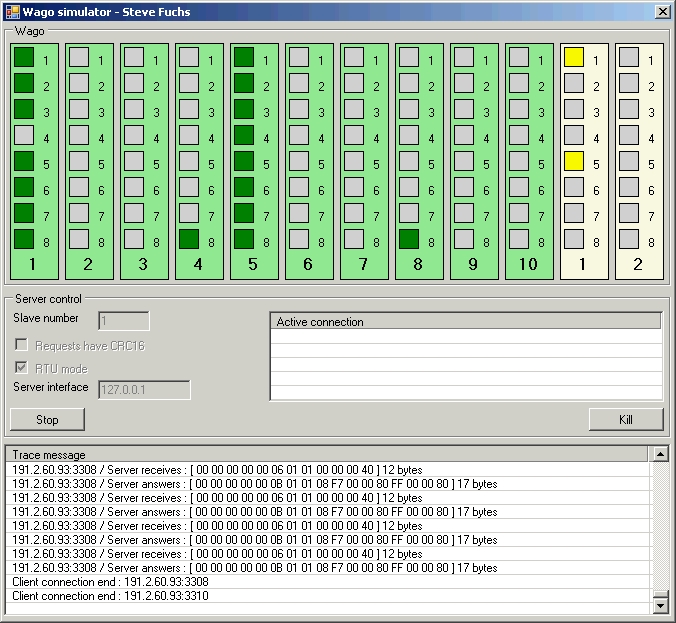 Wago simulator - Steve Fuchs
Wago
1 1 1 1 1 1 1 1 1 1 1 1
2 2 2 2 2 2 2 2 2 2 2 2
3 3 3 3 3 3 3 3 3 3 3 3
4 4 4 4 4 4 4 4 4 4 4 4
5 5 5 5 5 5 5 5 5 5 5 5
6 6 6 6 6 6 6 6 6 6 6 6
7 7 7 7 7 7 7 7 7 7 7 7
8 8 8 8 8 8 8 8 8 8 8 8
1 2 3 4 5 6 7 8 9 10 1 2
Server control
Slave number 1
Requests have CRC16
RTU mode
Server interface 127.0.0.1
Active connection
Stop
Kill
Trace message
191.2.60.93:3308 / Server receives : [ 00 00 00 00 00 06 01 01 00 00 00 40 ] 12 bytes
191.2.60.93:3308 / Server answers : [ 00 00 00 00 00 0B 01 01 08 F7 00 00 80 FF 00 00 80 ] 17 bytes
191.2.60.93:3308 / Server receives : [ 00 00 00 00 00 06 01 01 00 00 00 40 ] 12 bytes
191.2.60.93:3308 / Server answers : [ 00 00 00 00 00 0B 01 01 08 F7 00 00 80 FF 00 00 80 ] 17 bytes
191.2.60.93:3308 / Server receives : [ 00 00 00 00 00 06 01 01 00 00 00 40 ] 12 bytes
191.2.60.93:3308 / Server answers : [ 00 00 00 00 00 0B 01 01 08 F7 00 00 80 FF 00 00 80 ] 17 bytes
191.2.60.93:3308 / Server receives : [ 00 00 00 00 00 06 01 01 00 00 00 40 ] 12 bytes
191.2.60.93:3308 / Server answers : [ 00 00 00 00 00 0B 01 01 08 F7 00 00 80 FF 00 00 80 ] 17 bytes
Client connection end : 191.2.60.93:3308
Client connection end : 191.2.60.93:3310